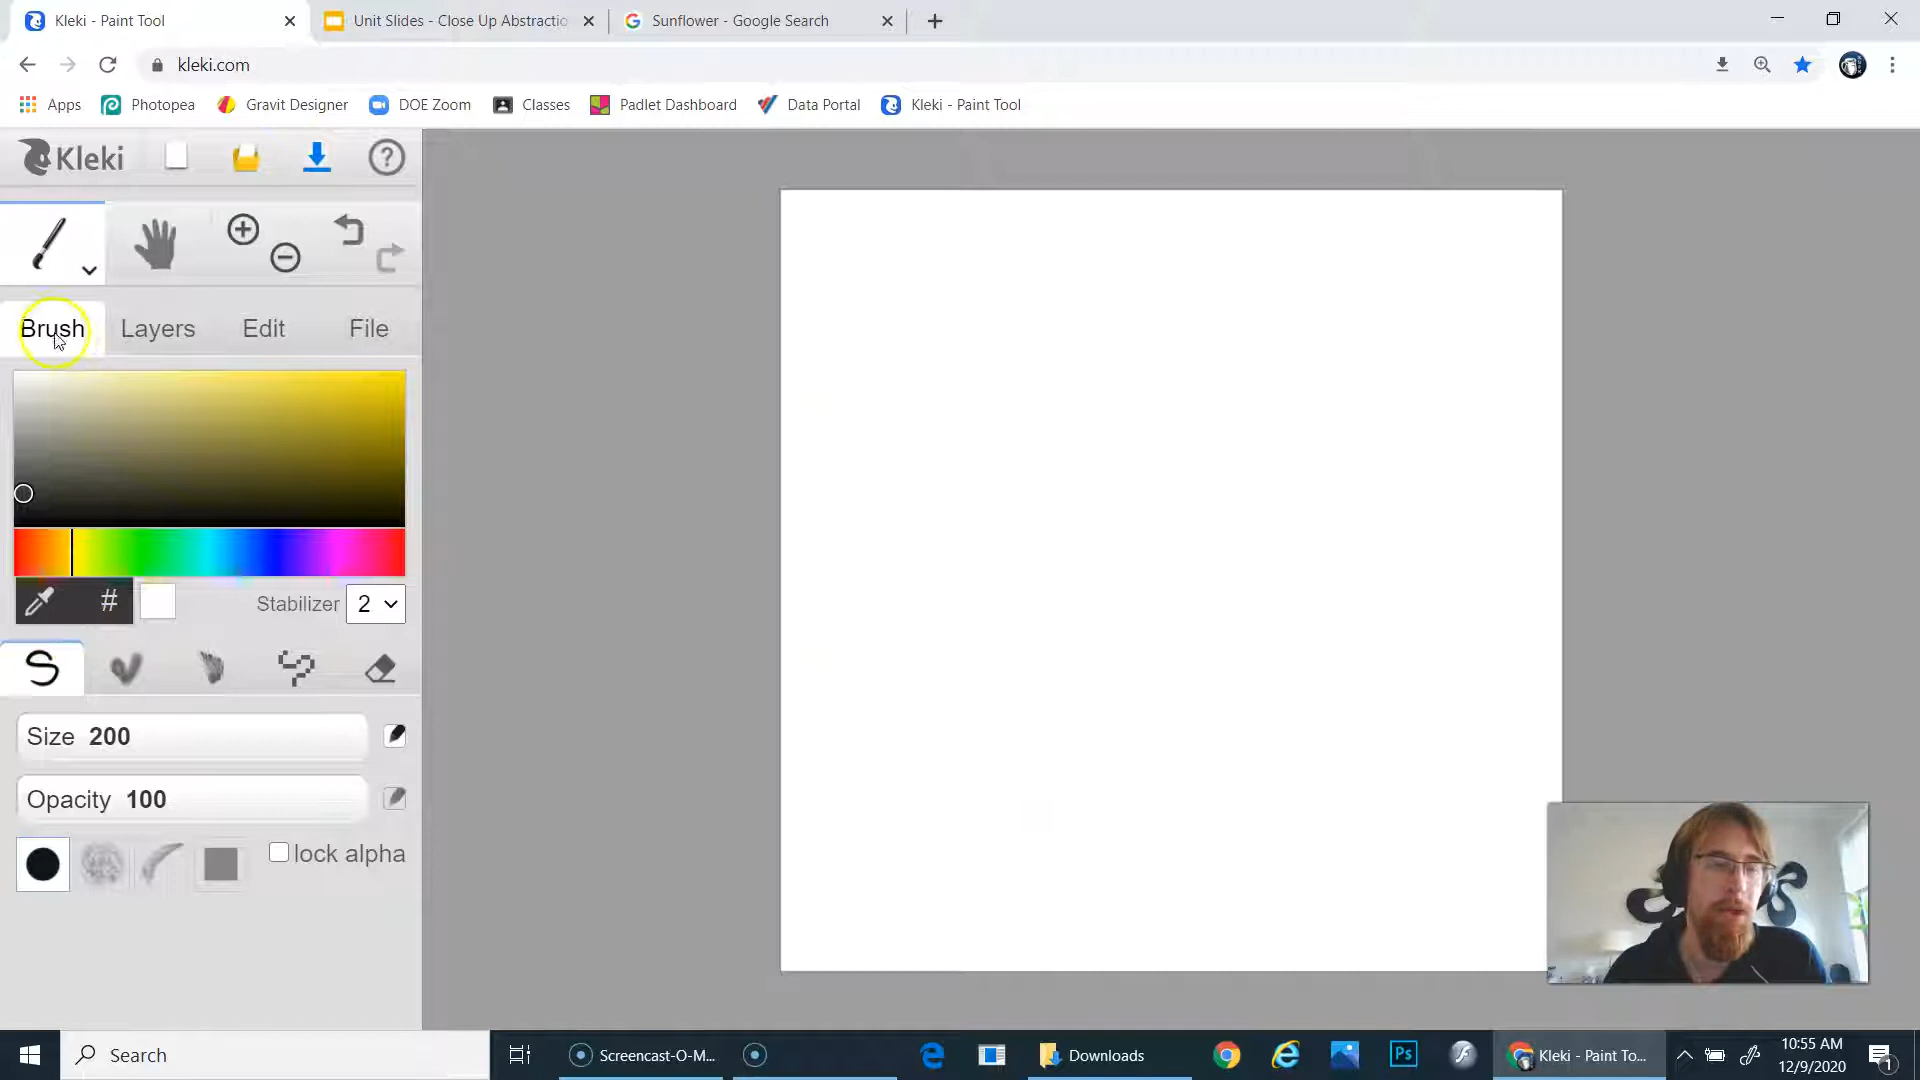 Kleki - Paint Tool
Unit Slides - Close Up Abstractio
Sunflower - Google Search
kleki.com
Apps
Photopea
Gravit Designer
DOE Zoom
Classes
Padlet Dashboard
Data Portal
Kleki - Paint Tool
Kleki
Brush
Layers
Edit
File
#
Stabilizer 2
Size 200
Opacity 100
lock alpha
Search
Screencast-O-M...
Downloads
Ps
Kleki - Paint To...
10:55 AM
12/9/2020
1